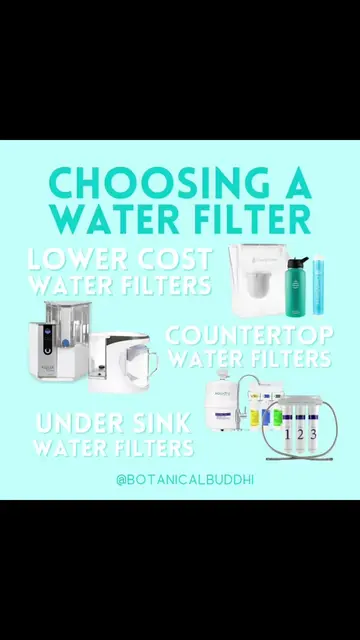 CHOOSING A
WATER FILTER
LOWER COST
WATER FILTERS
COUNTERTOP
WATER FILTERS
UNDER SINK
WATER FILTERS
1 2 3
@BOTANICALBUDDHI